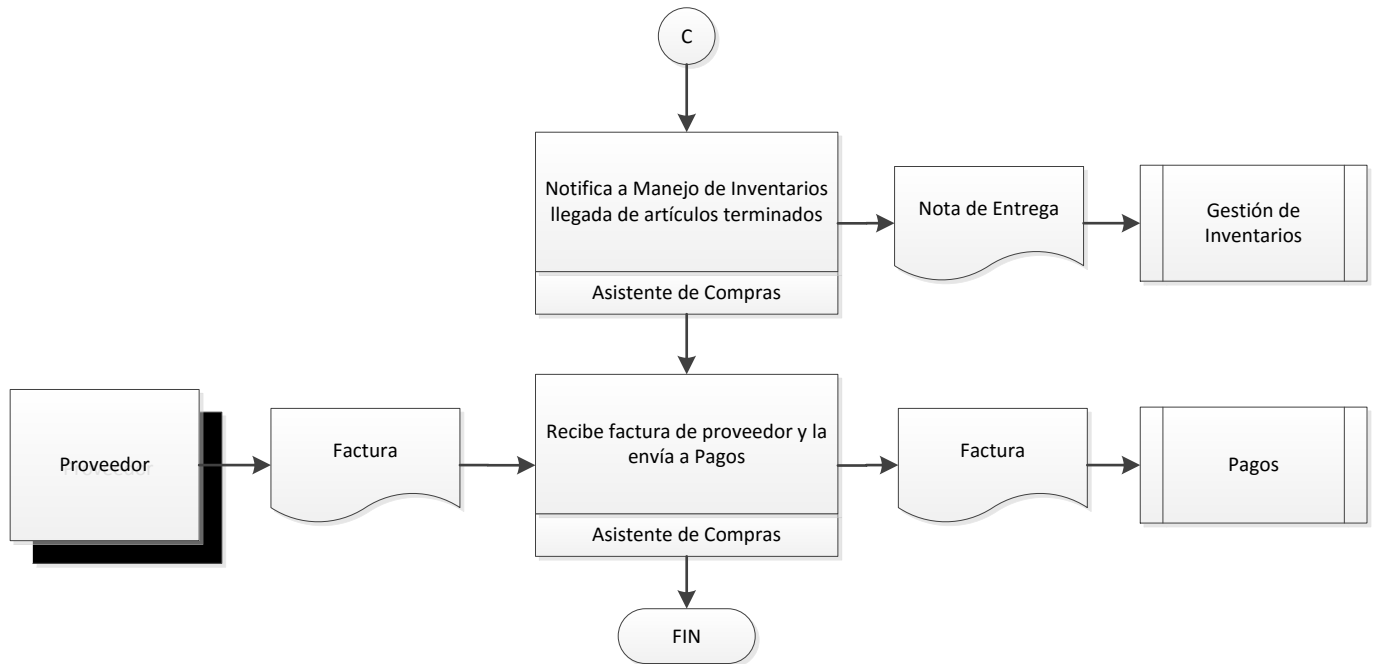 C
Notifica a Manejo de Inventarios
llegada de artículos terminados
Asistente de Compras
Nota de Entrega
Gestión de
Inventarios
Proveedor
Factura
Recibe factura de proveedor y la
envía a Pagos
Asistente de Compras
Factura
Pagos
FIN